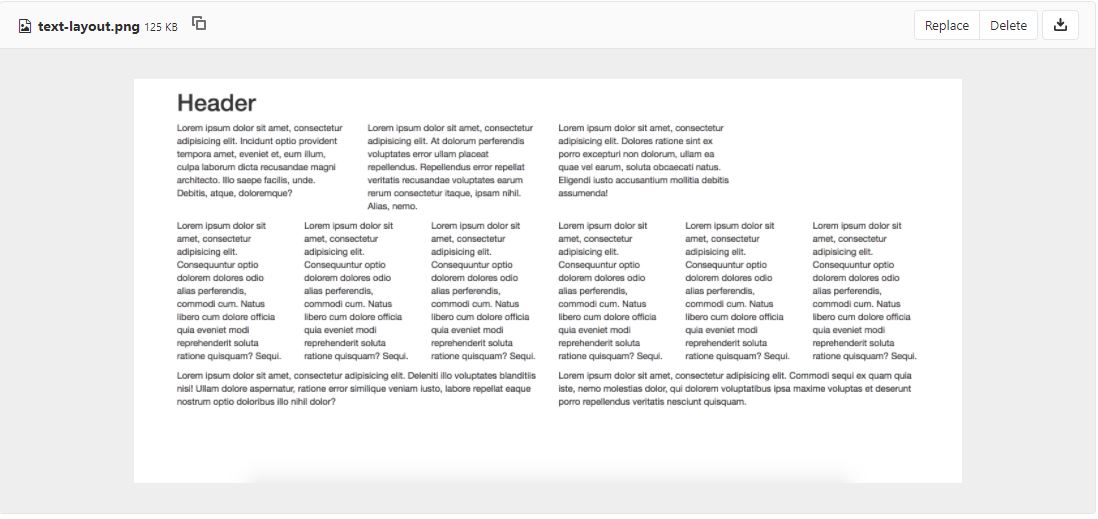 text-layout.png 125 KB
Replace
Delete
Header
Lorem ipsum dolor sit amet, consectetur
adipisicing elit. Incidunt optio provident
tempora amet, eveniet et, eum illum,
culpa laborum dicta recusandae magni
architecto. Illo saepe facilis, unde.
Debitis, atque, doloremque?
Lorem ipsum dolor sit amet, consectetur
adipisicing elit. At dolorum perferendis
voluptates error ullam placeat
repellendus. Repellendus error repellat
veritatis recusandae voluptates earum
rerum consectetur itaque, ipsam nihil.
Alias, nemo.
Lorem ipsum dolor sit amet, consectetur
adipisicing elit. Dolores ratione sint ex
porro excepturi non dolorum, ullam ea
quae vel earum, soluta obcaecati natus.
Eligendi iusto accusantium mollitia debitis
assumenda!
Lorem ipsum dolor sit
amet, consectetur
adipisicing elit.
Consequuntur optio
dolorem dolores odio
alias perferendis,
commodi cum. Natus
libero cum dolore officia
quia eveniet modi
reprehenderit soluta
ratione quisquam? Sequi.
Lorem ipsum dolor sit
amet, consectetur
adipisicing elit.
Consequuntur optio
dolorem dolores odio
alias perferendis,
commodi cum. Natus
libero cum dolore officia
quia eveniet modi
reprehenderit soluta
ratione quisquam? Sequi.
Lorem ipsum dolor sit
amet, consectetur
adipisicing elit.
Consequuntur optio
dolorem dolores odio
alias perferendis,
commodi cum. Natus
libero cum dolore officia
quia eveniet modi
reprehenderit soluta
ratione quisquam? Sequi.
Lorem ipsum dolor sit
amet, consectetur
adipisicing elit.
Consequuntur optio
dolorem dolores odio
alias perferendis,
commodi cum. Natus
libero cum dolore officia
quia eveniet modi
reprehenderit soluta
ratione quisquam? Sequi.
Lorem ipsum dolor sit
amet, consectetur
adipisicing elit.
Consequuntur optio
dolorem dolores odio
alias perferendis,
commodi cum. Natus
libero cum dolore officia
quia eveniet modi
reprehenderit soluta
ratione quisquam? Sequi.
Lorem ipsum dolor sit
amet, consectetur
adipisicing elit.
Consequuntur optio
dolorem dolores odio
alias perferendis,
commodi cum. Natus
libero cum dolore officia
quia eveniet modi
reprehenderit soluta
ratione quisquam? Sequi.
Lorem ipsum dolor sit amet, consectetur adipisicing elit. Deleniti illo voluptates blanditiis
nisi! Ullam dolore aspernatur, ratione error similique veniam iusto, labore repellat eaque
nostrum optio doloribus illo nihil dolor?
Lorem ipsum dolor sit amet, consectetur adipisicing elit. Commodi sequi ex quam quia
iste, nemo molestias dolor, qui dolorem voluptatibus ipsa maxime voluptas et deserunt
porro repellendus veritatis nesciunt quisquam.